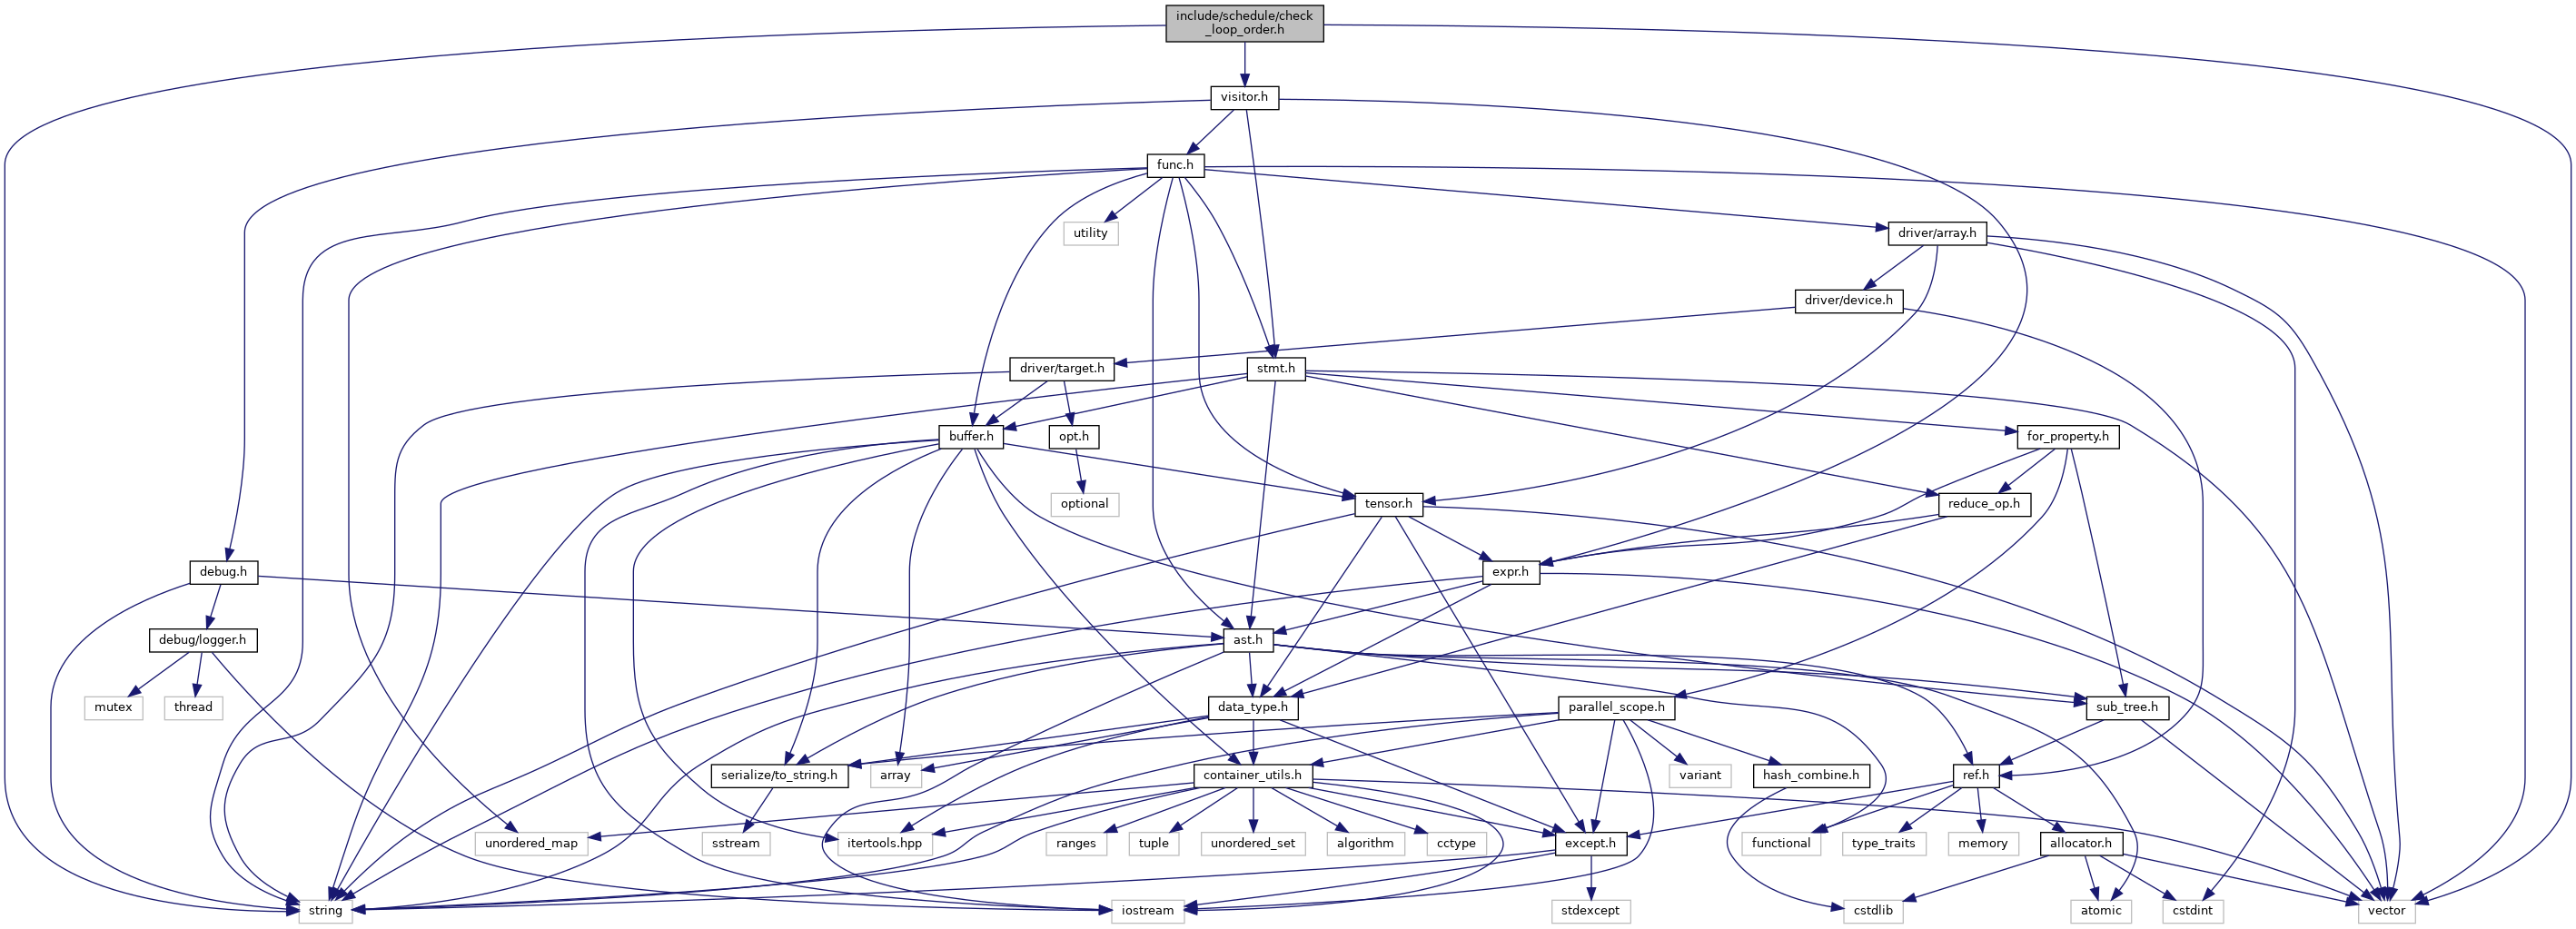 include/schedule/check
_loop_order.h
visitor.h
func.h
utility
driver/array.h
driver/device.h
driver/target.h
stmt.h
buffer.h
opt.h
for_property.h
optional
tensor.h
reduce_op.h
debug.h
expr.h
debug/logger.h
ast.h
mutex
thread
data_type.h
parallel_scope.h
sub_tree.h
serialize/to_string.h
array
container_utils.h
variant
hash_combine.h
ref.h
unordered_map
sstream
itertools.hpp
ranges
tuple
unordered_set
algorithm
cctype
except.h
functional
type_traits
memory
allocator.h
string
iostream
stdexcept
cstdlib
atomic
cstdint
vector